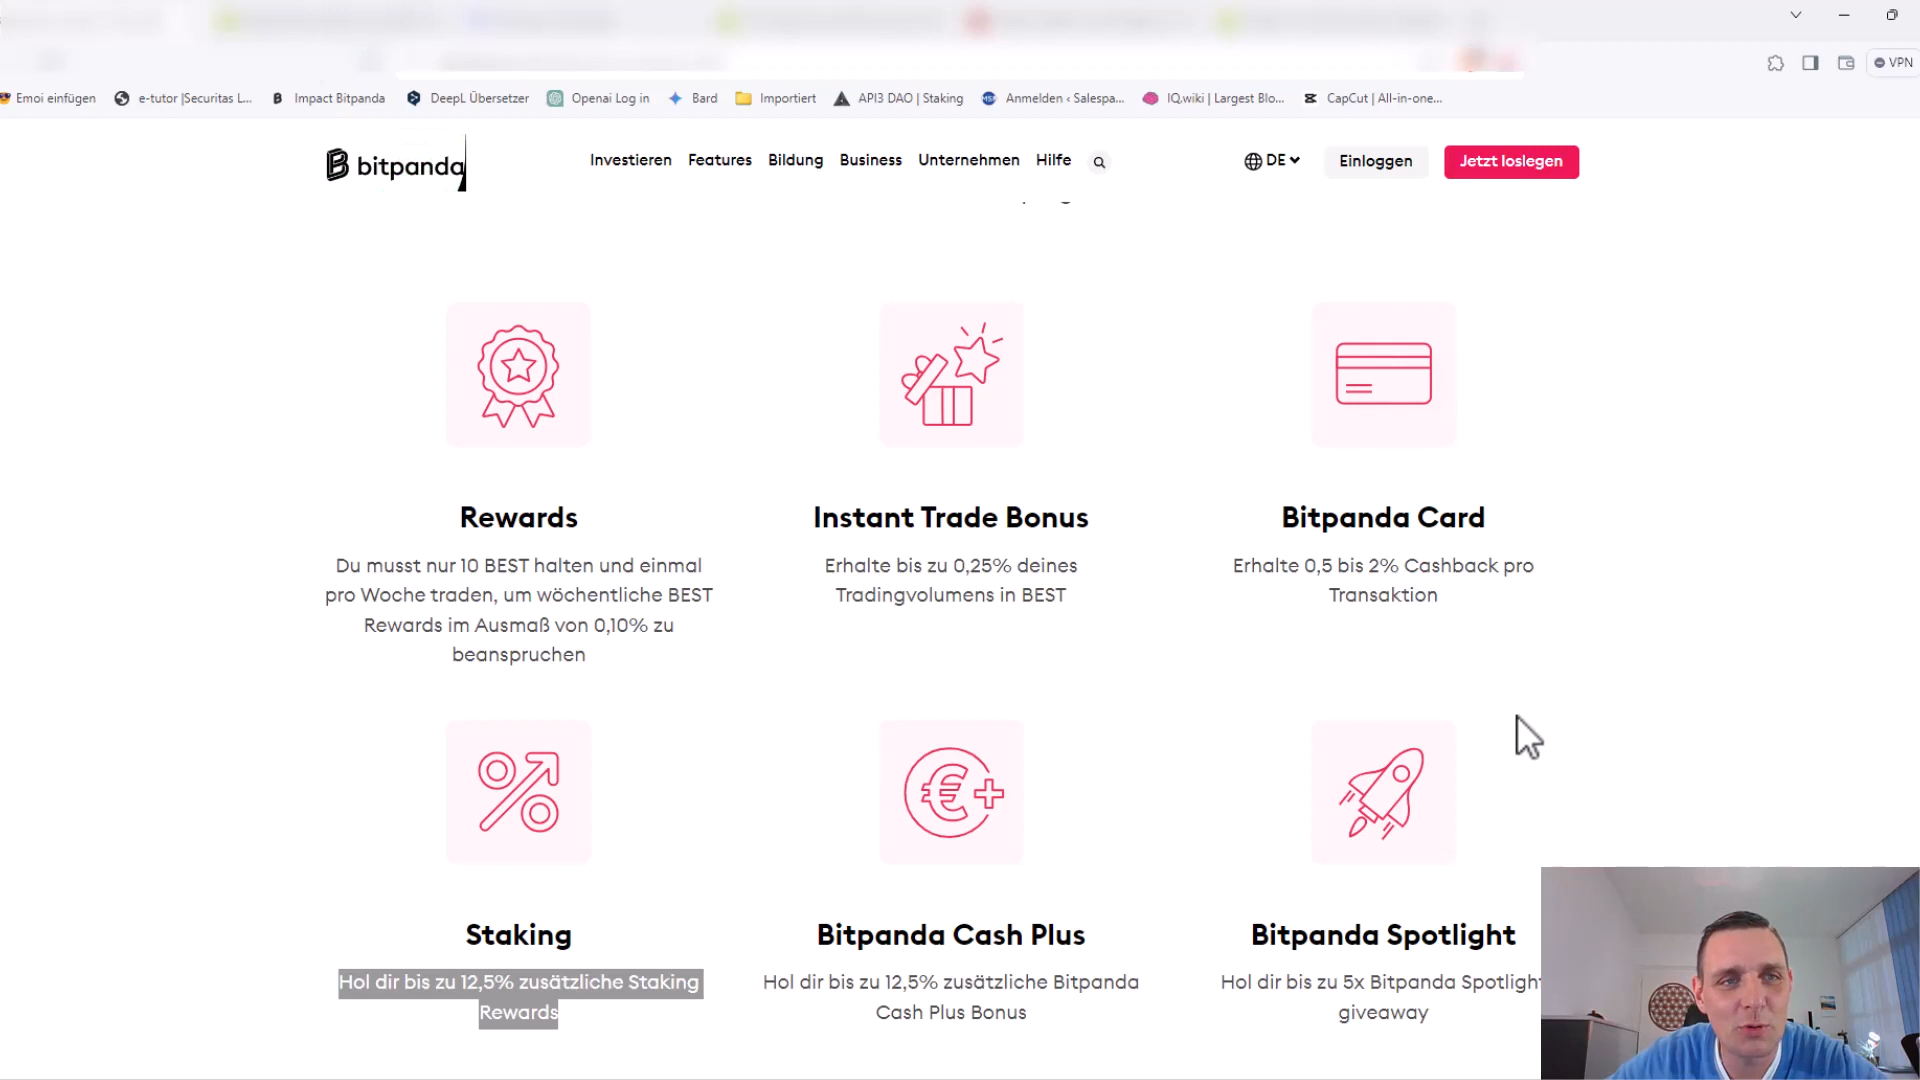 VPN
Emoi einfügen
e-tutor |Securitas L...
Impact Bitpanda
DeepL Übersetzer
Openai Log in
Bard
Importiert
API3 DAO | Staking
Anmelden ‹ Salespa...
IQ.wiki | Largest Blo...
CapCut | All-in-one...
bitpanda
Investieren
Features
Bildung
Business
Unternehmen
Hilfe
DE
Einloggen
Jetzt loslegen
Rewards
Du musst nur 10 BEST halten und einmal
pro Woche traden, um wöchentliche BEST
Rewards im Ausmaß von 0,10% zu
beanspruchen
Instant Trade Bonus
Erhalte bis zu 0,25% deines
Tradingvolumens in BEST
Bitpanda Card
Erhalte 0,5 bis 2% Cashback pro
Transaktion
Staking
Hol dir bis zu 12,5% zusätzliche Staking
Rewards
Bitpanda Cash Plus
Hol dir bis zu 12,5% zusätzliche Bitpanda
Cash Plus Bonus
Bitpanda Spotlight
Hol dir bis zu 5x Bitpanda Spotlight
giveaway